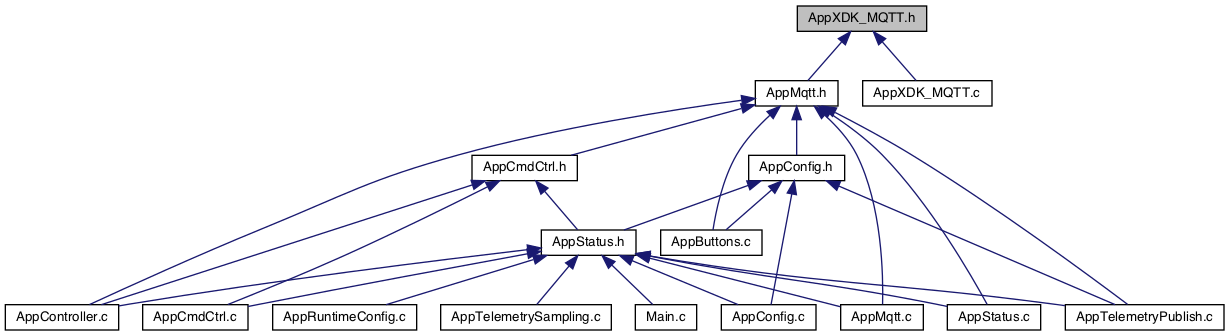 AppXDK_MQTT.h
AppMqtt.h
AppXDK_MQTT.c
AppCmdCtrl.h
AppConfig.h
AppStatus.h
AppButtons.c
AppController.c
AppCmdCtrl.c
AppRuntimeConfig.c
AppTelemetrySampling.c
Main.c
AppConfig.c
AppMqtt.c
AppStatus.c
AppTelemetryPublish.c